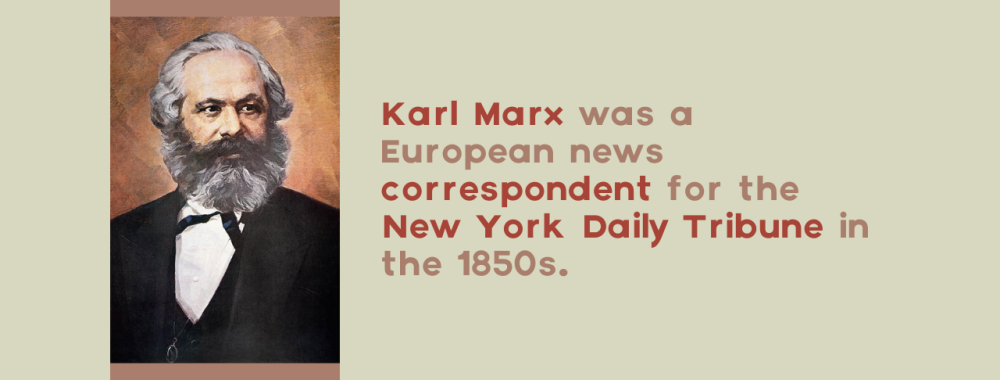 Karl Marx was a
European news
correspondent for the
New York Daily Tribune in
the 1850s.